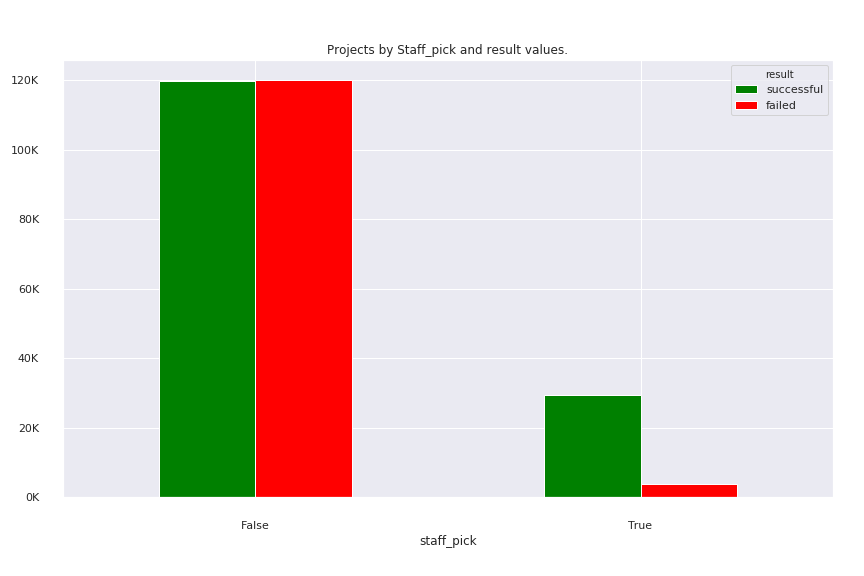 Projects by Staff_pick and result values.
result
successful
failed
120K
100K
80K
60K
40K
20K
0K
False
True
staff_pick